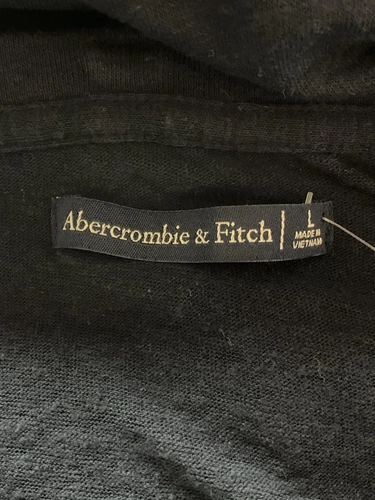 Abercrombie & Fitch
L
MADE IN
VIETNAM